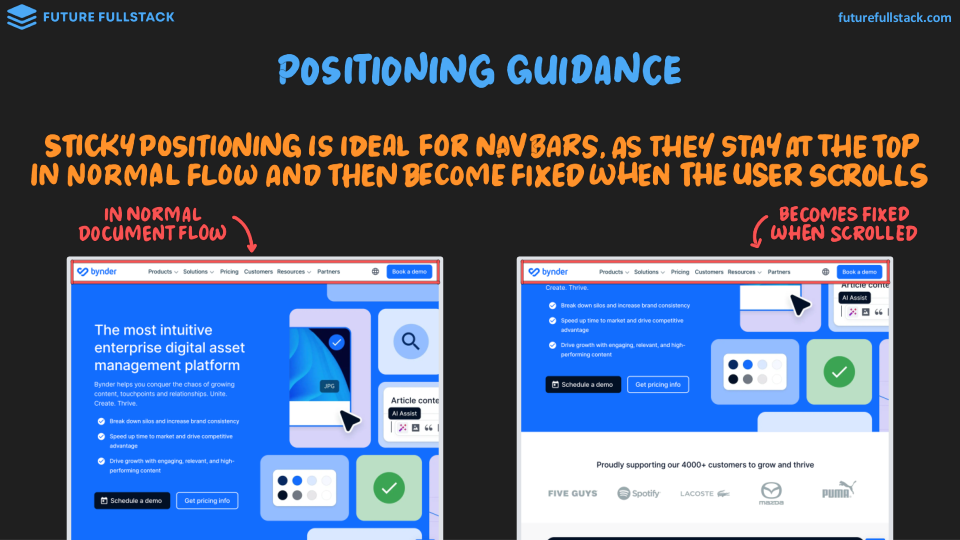 FUTURE FULLSTACK
futurefullstack.com
POSITIONING GUIDANCE
STICKY POSITIONING IS IDEAL FOR NAVBARS, AS THEY STAY AT THE TOP
IN NORMAL FLOW AND THEN BECOME FIXED WHEN THE USER SCROLLS
IN NORMAL
DOCUMENT FLOW
BECOMES FIXED
WHEN SCROLLED
bynder Products Solutions Pricing Customers Resources Partners Book a demo
The most intuitive
enterprise digital asset
management platform
Bynder helps you conquer the chaos of growing
content, touchpoints and relationships. Unite.
Create. Thrive.
Break down silos and increase brand consistency
Speed up time to market and drive competitive
advantage
Drive growth with engaging, relevant, and high-
performing content
Schedule a demo Get pricing info
JPG
Article conte
AI Assist
bynder Products Solutions Pricing Customers Resources Partners Book a demo
Create. Thrive.
Break down silos and increase brand consistency
Speed up time to market and drive competitive
advantage
Drive growth with engaging, relevant, and high-
performing content
Schedule a demo Get pricing info
Article conte
AI Assist
Proudly supporting our 4000+ customers to grow and thrive
FIVE GUYS Spotify LACOSTE mazda PUMA